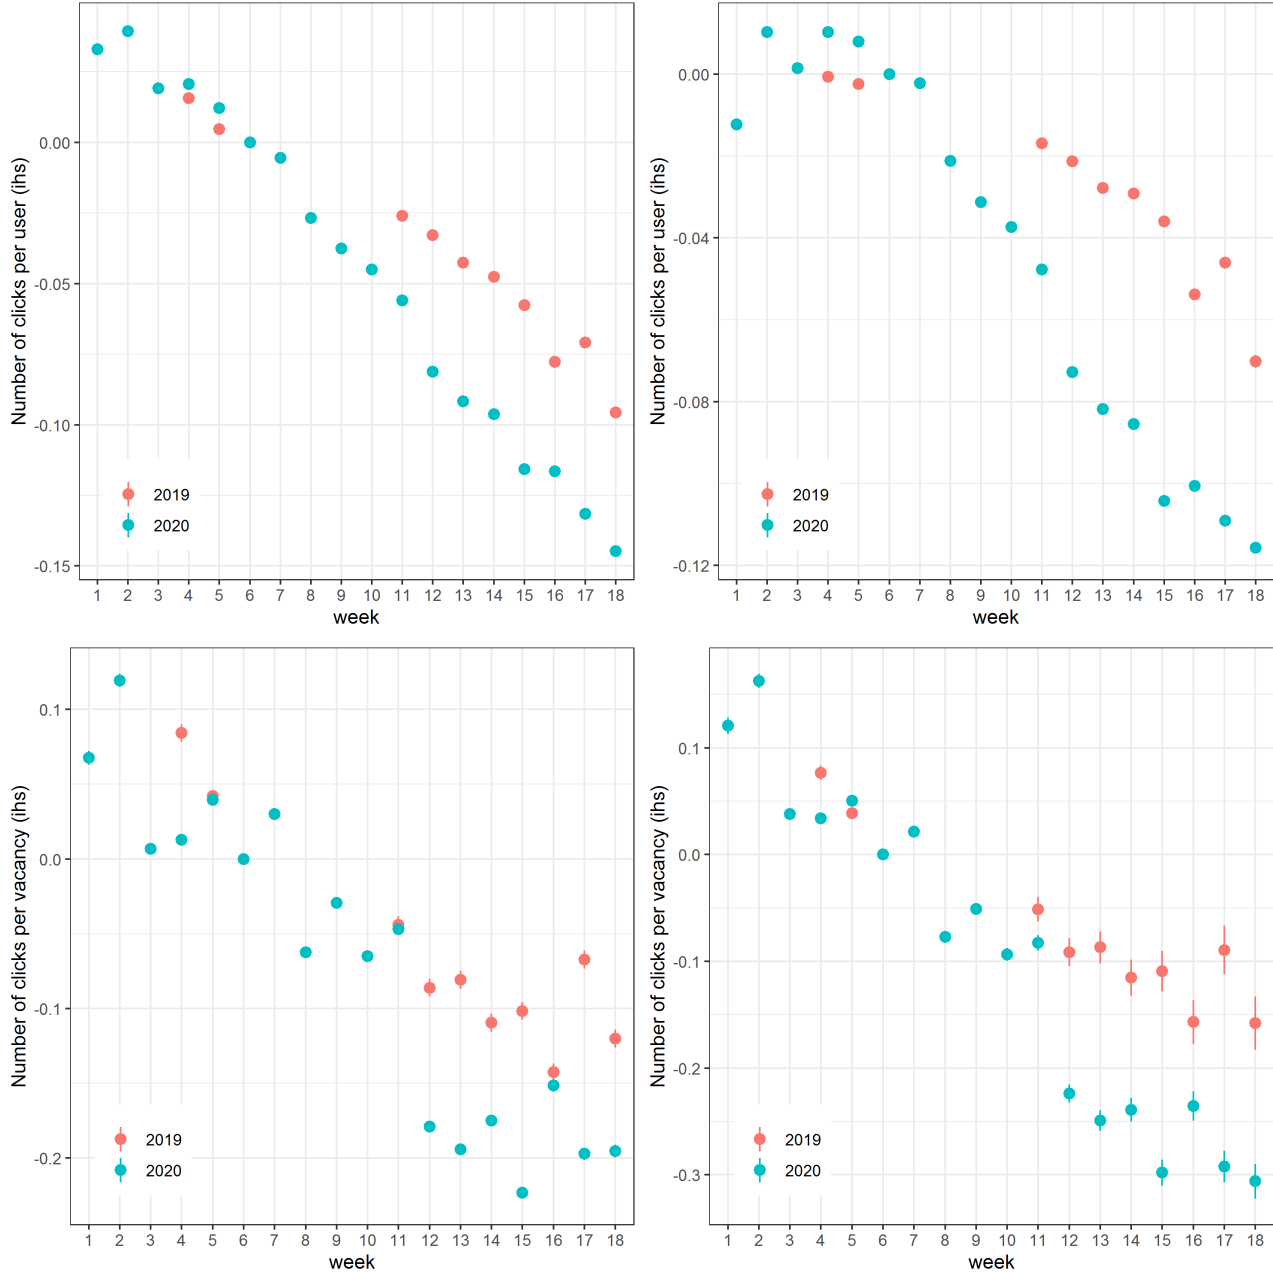 Number of clicks per user (ihs)
0.00
-0.05
-0.10
-0.15
2019
2020
1 2 3 4 5 6 7 8 9 10 11 12 13 14 15 16 17 18
week
Number of clicks per user (ihs)
0.00
-0.04
-0.08
-0.12
2019
2020
1 2 3 4 5 6 7 8 9 10 11 12 13 14 15 16 17 18
week
Number of clicks per vacancy (ihs)
0.1
0.0
-0.1
-0.2
2019
2020
1 2 3 4 5 6 7 8 9 10 11 12 13 14 15 16 17 18
week
Number of clicks per vacancy (ihs)
0.1
0.0
-0.1
-0.2
-0.3
2019
2020
1 2 3 4 5 6 7 8 9 10 11 12 13 14 15 16 17 18
week